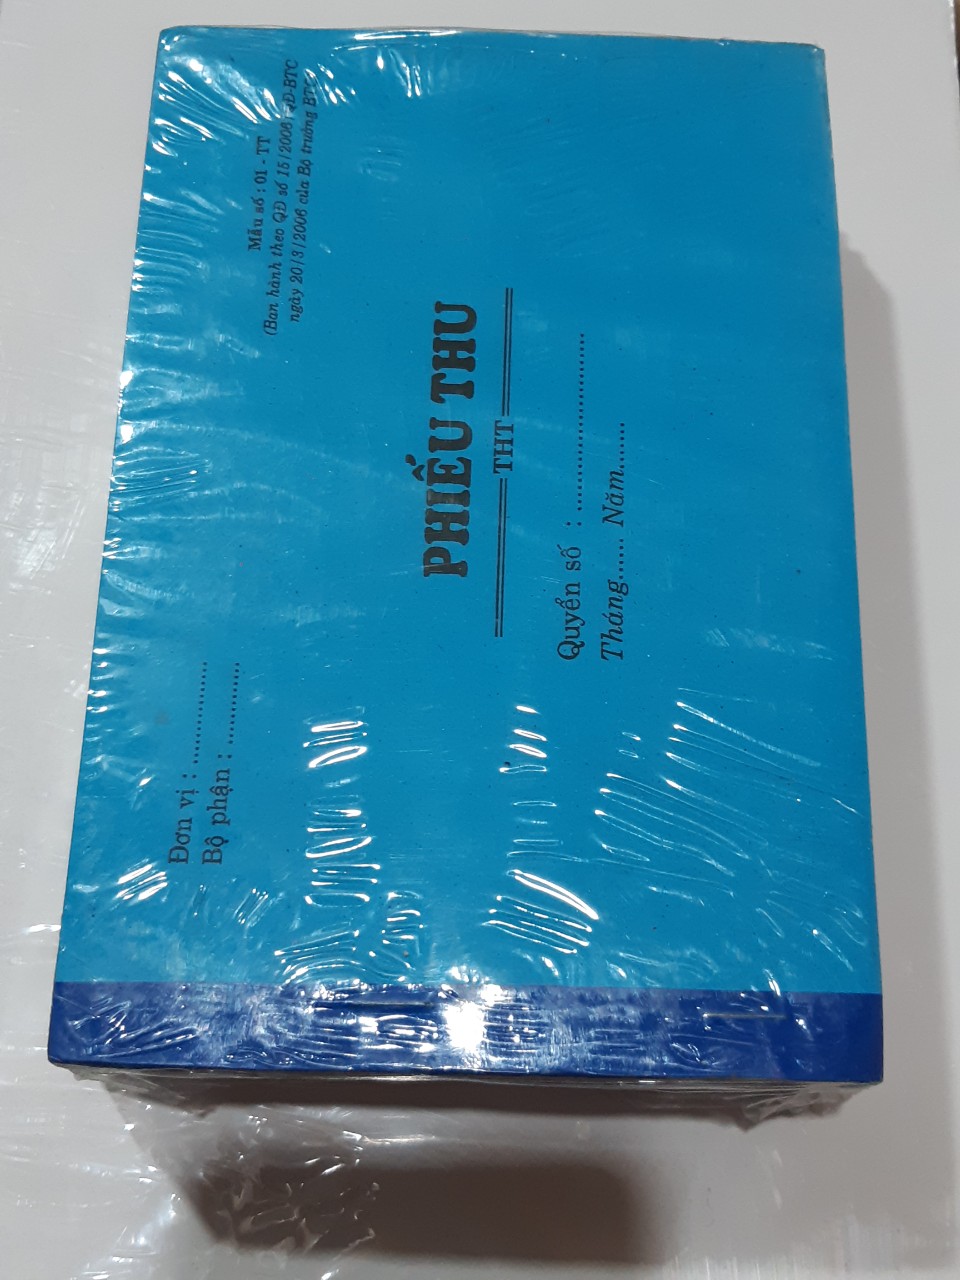 Đơn vị : ..................
Bộ phận : ..............
Mẫu số : 01 - TT
(Ban hành theo QĐ số 15/2006/QĐ-BTC
ngày 20/3/2006 của Bộ trưởng BTC)
PHIẾU THU
THT
Quyển số : ..............................
Tháng...... Năm.......